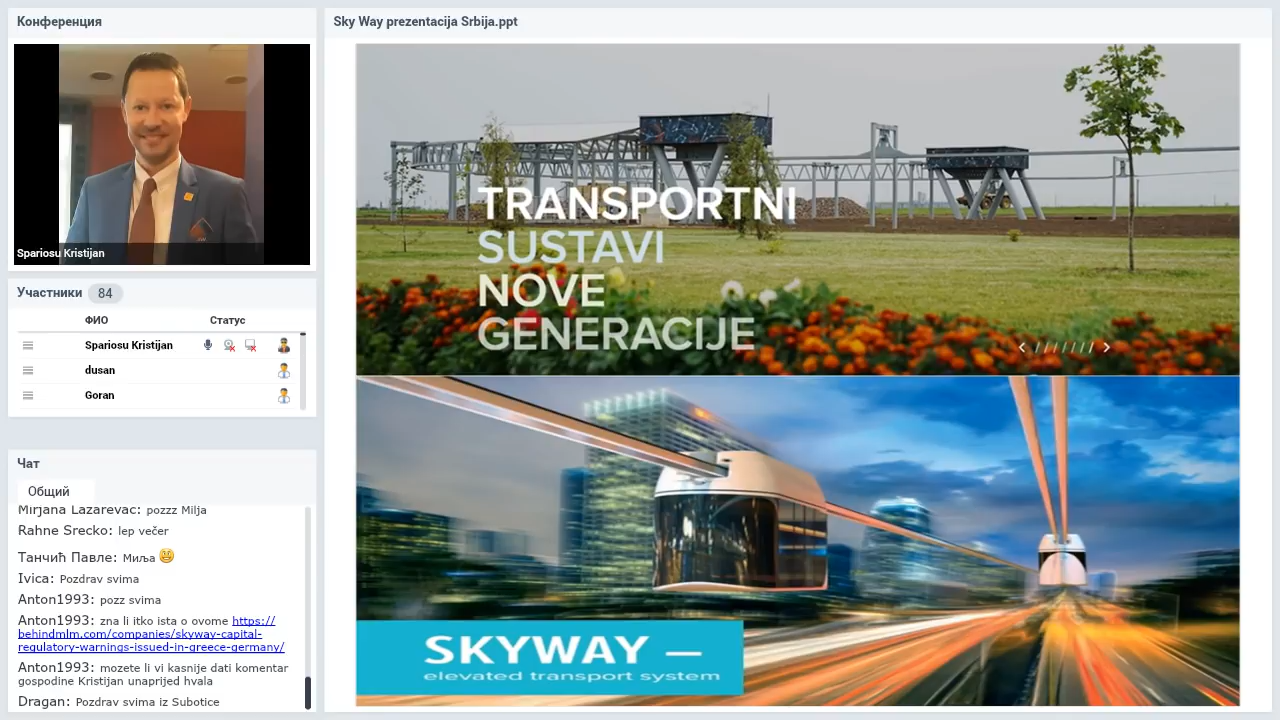 Конференция
Spariosu Kristijan
Участники 84
ФИО Статус
Spariosu Kristijan
dusan
Goran
Чат
Общий
Mirjana Lazarevac: pozzz Milja
Rahne Srecko: lep večer
Танчић Павле: Миља
Ivica: Pozdrav svima
Anton1993: pozz svima
Anton1993: zna li itko ista o ovome https://
behindmlm.com/companies/skyway-capital-
regulatory-warnings-issued-in-greece-germany/
Anton1993: mozete li vi kasnije dati komentar
gospodine Kristijan unaprijed hvala
Dragan: Pozdrav svima iz Subotice
Sky Way prezentacija Srbija.ppt
TRANSPORTNI
SUSTAVI
NOVE
GENERACIJE
SKYWAY —
elevated transport system